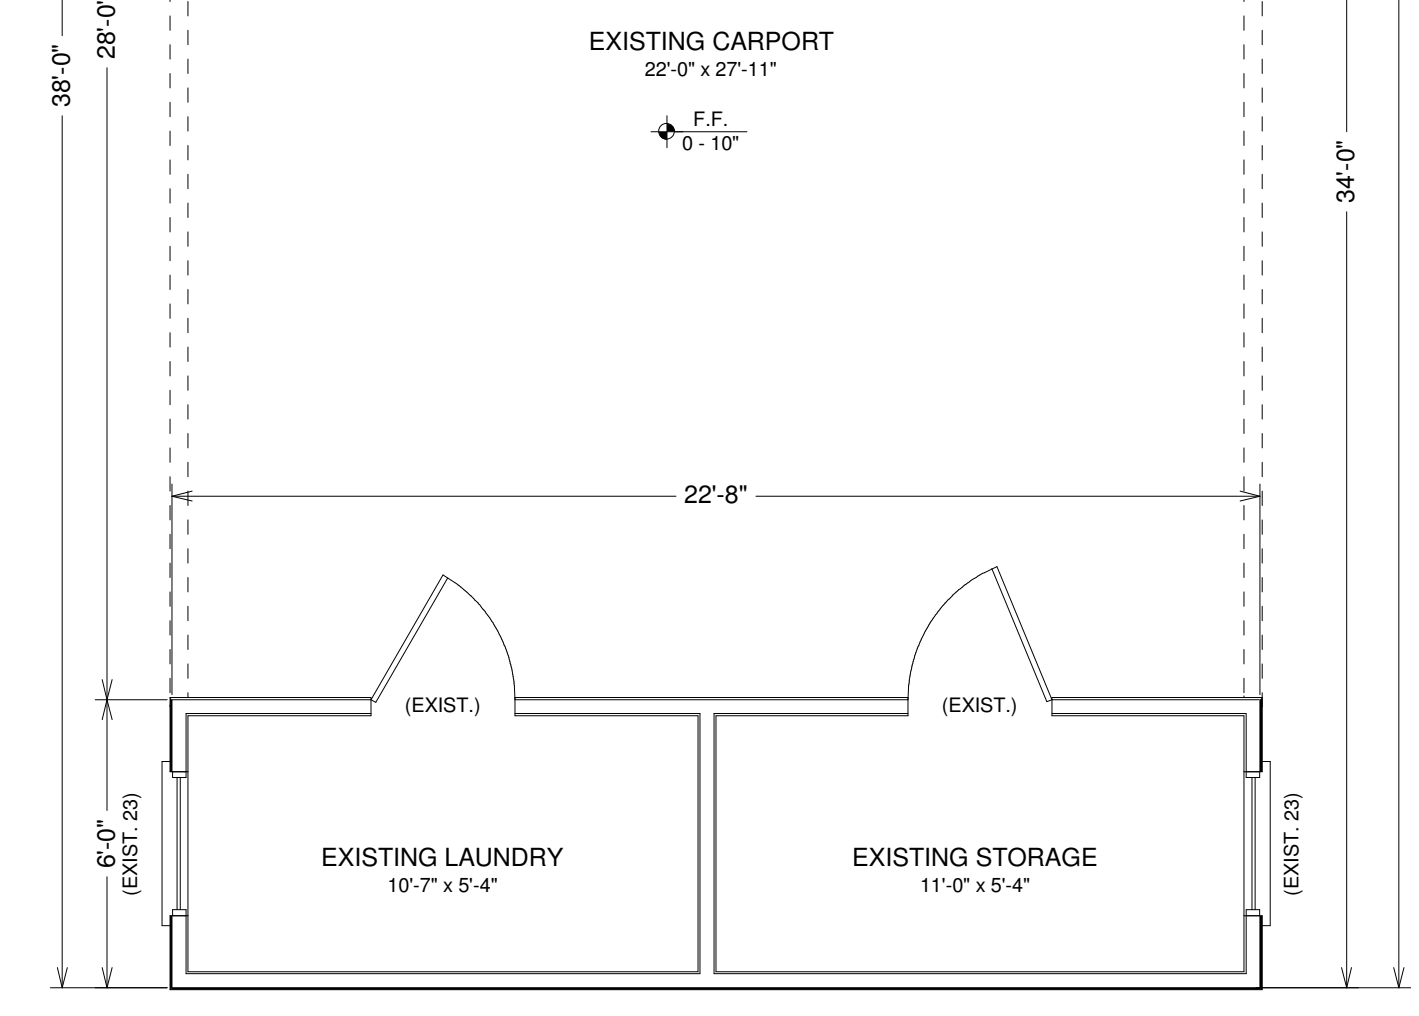 28'-0"
38'-0"
EXISTING CARPORT
22'-0" x 27'-11"
F.F.
0 - 10"
34'-0"
22'-8"
(EXIST.)
(EXIST.)
6'-0"
(EXIST. 23)
EXISTING LAUNDRY
10'-7" x 5'-4"
EXISTING STORAGE
11'-0" x 5'-4"
(EXIST. 23)